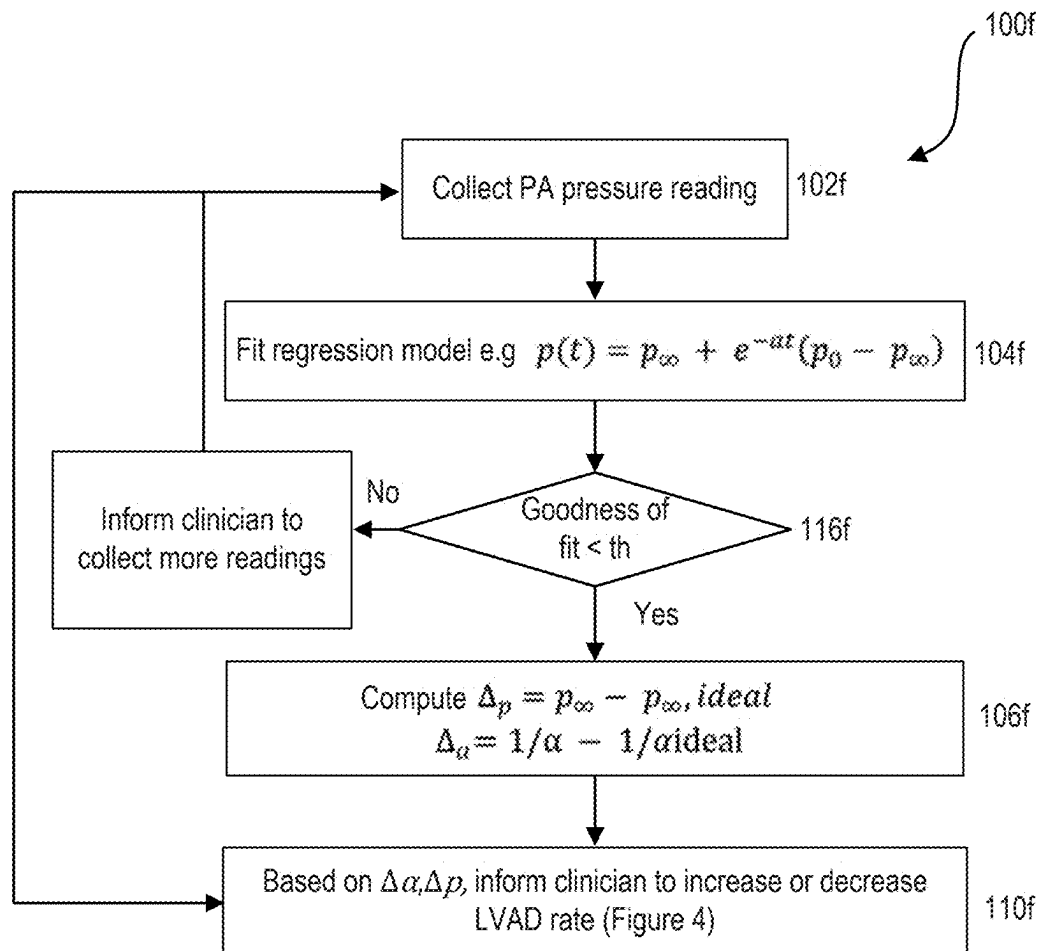 100f
Collect PA pressure reading
102f
Fit regression model e.g p(t) = p∞ + e^{-at}(p₀ − p∞)
104f
No
Inform clinician to
collect more readings
Goodness of
fit < th
116f
Yes
Compute Δₚ = p∞ − p∞, ideal
Δₐ = 1/α − 1/αideal
106f
Based on Δα,Δp, inform clinician to increase or decrease
LVAD rate (Figure 4)
110f